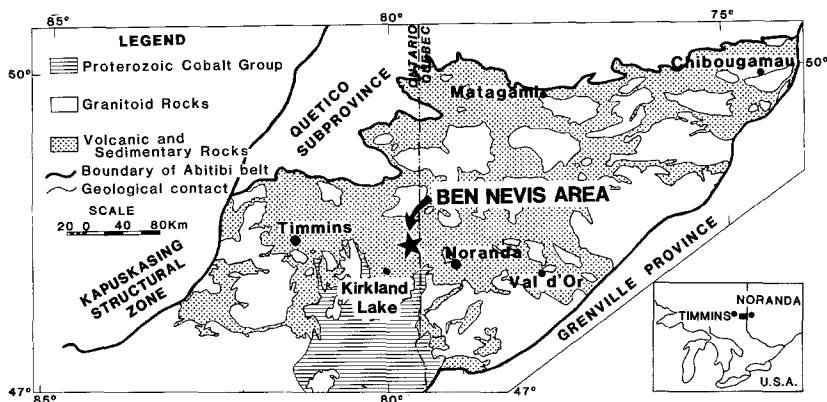 80°
75°
85°
LEGEND
Proterozoic Cobalt Group
Granitoid Rocks
Volcanic and
Sedimentary Rocks
Boundary of Abitibi belt
Geological contact
SCALE
20 0 80Km
50°
50°
ONTARIO
QUEBEC
QUETICO
SUBPROVINCE
Chibougamau
Matagami
BEN NEVIS AREA
Timmins
Noranda
Val d'Or
Kirkland
Lake
KAPUSKASING
STRUCTURAL
ZONE
GRENVILLE PROVINCE
NORANDA
TIMMINS
U.S.A.
47°
85°
80°
47°